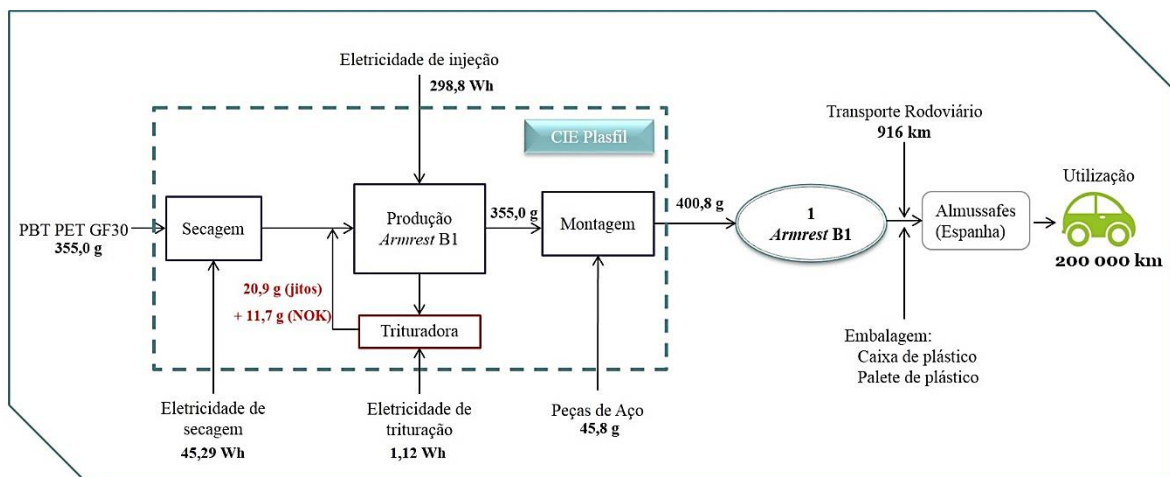 Eletricidade de injeção
298,8 Wh
CIE Plasfil
PBT PET GF30
355,0 g
Secagem
Produção
Armrest B1
355,0 g
Montagem
400,8 g
1
Armrest B1
Transporte Rodoviário
916 km
Almussafes
(Espanha)
Utilização
200 000 km
20,9 g (jitos)
+ 11,7 g (NOK)
Trituradora
Embalagem:
Caixa de plástico
Palete de plástico
Eletricidade de
secagem
45,29 Wh
Eletricidade de
trituração
1,12 Wh
Peças de Aço
45,8 g